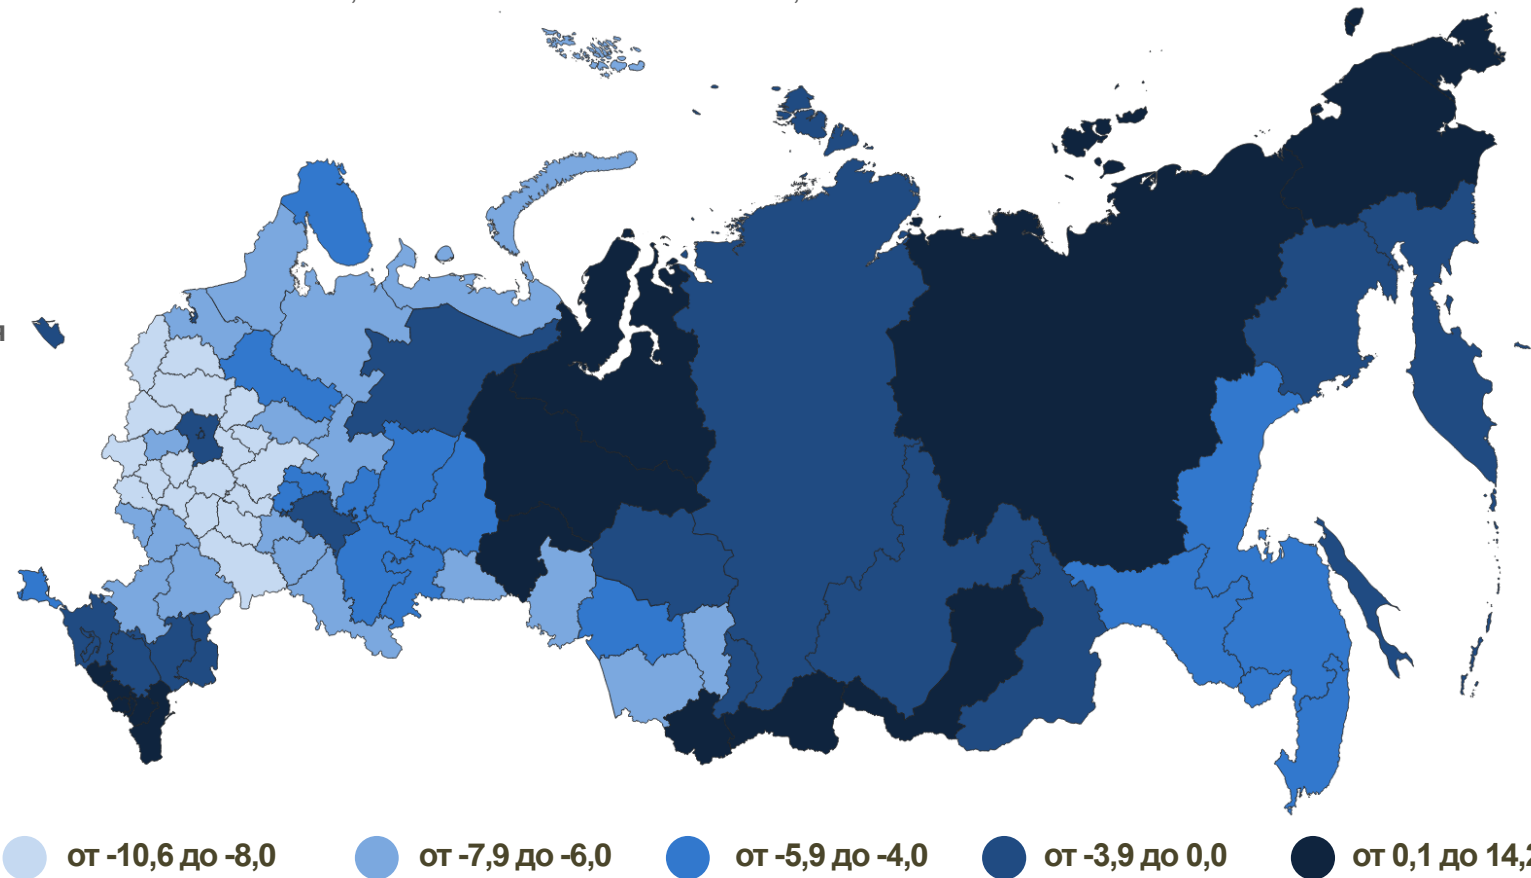 я
от -10,6 до -8,0
от -7,9 до -6,0
от -5,9 до -4,0
от -3,9 до 0,0
от 0,1 до 14,2